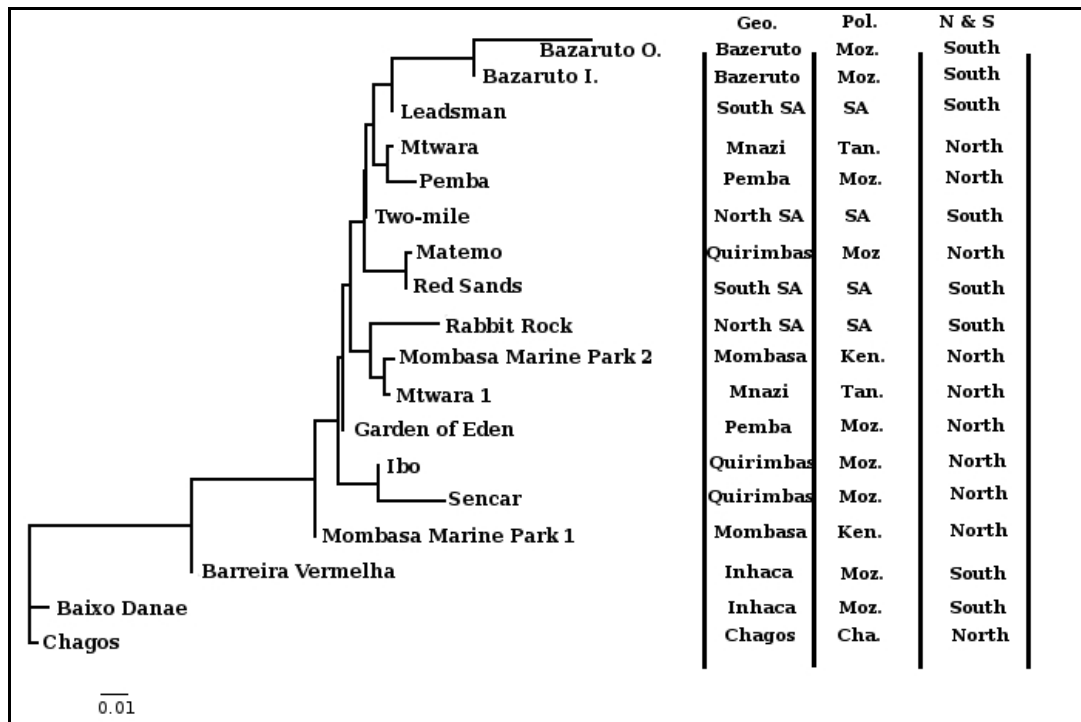 Geo. Pol. N & S
Bazaruto O. Bazeruto Moz. South
Bazaruto I. Bazeruto Moz. South
Leadsman South SA SA South
Mtwara Mnazi Tan. North
Pemba Pemba Moz. North
Two-mile North SA SA South
Matemo Quirimbas Moz North
Red Sands South SA SA South
Rabbit Rock North SA SA South
Mombasa Marine Park 2 Mombasa Ken. North
Mtwara 1 Mnazi Tan. North
Garden of Eden Pemba Moz. North
Ibo Quirimbas Moz. North
Sencar Quirimbas Moz. North
Mombasa Marine Park 1 Mombasa Ken. North
Barreira Vermelha Inhaca Moz. South
Baixo Danae Inhaca Moz. South
Chagos Chagos Cha. North
0.01